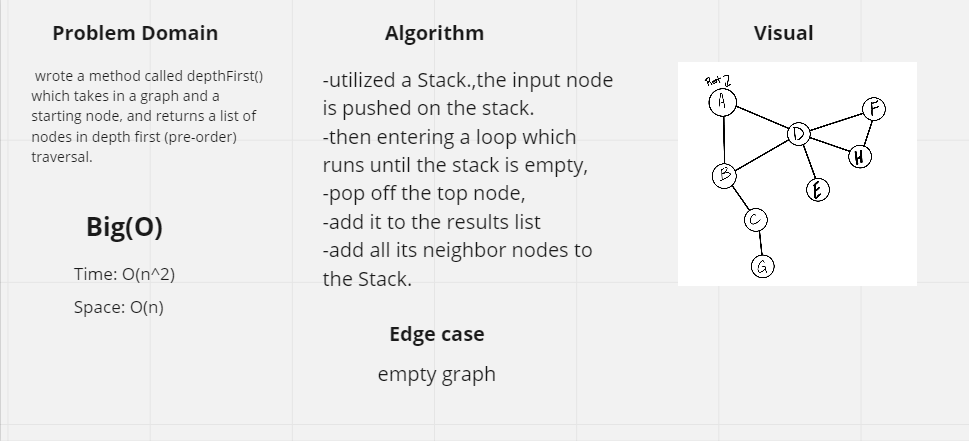 Problem Domain
wrote a method called depthFirst()
which takes in a graph and a
starting node, and returns a list of
nodes in depth first (pre-order)
traversal.
Big(O)
Time: O(n^2)
Space: O(n)
Algorithm
-utilized a Stack.,the input node
is pushed on the stack.
-then entering a loop which
runs until the stack is empty,
-pop off the top node,
-add it to the results list
-add all its neighbor nodes to
the Stack.
Edge case
empty graph
Visual
Root
A
F
D
H
B
E
C
G